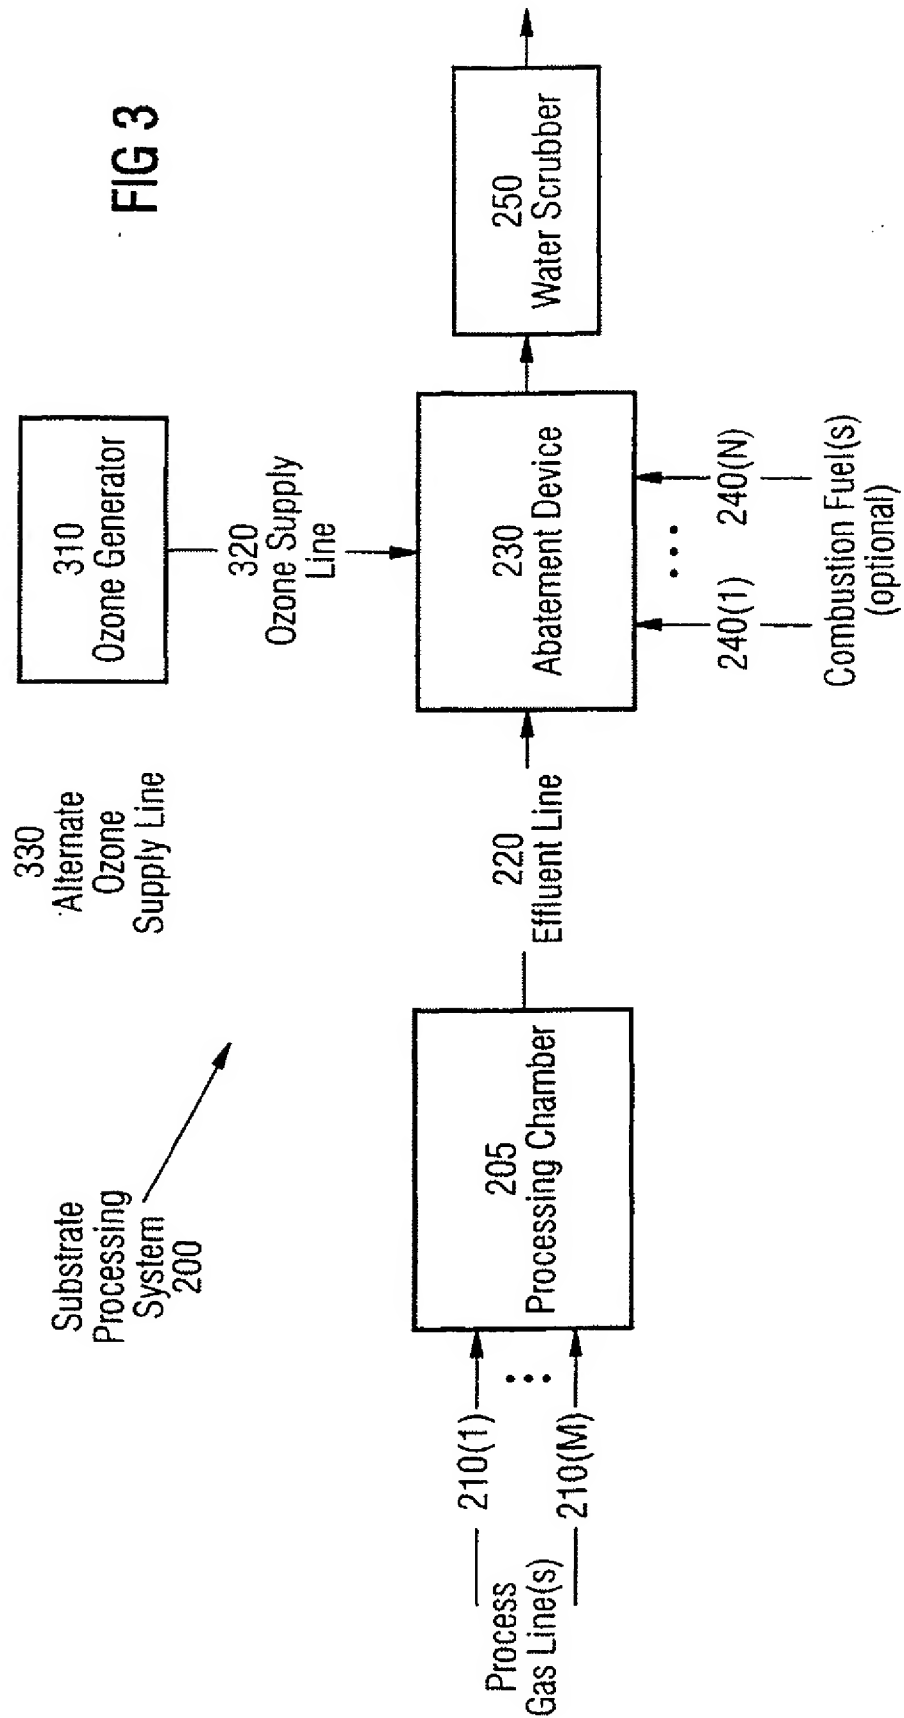 FIG 3
Substrate
Processing
System
200
330
Alternate
Ozone
Supply Line
310
Ozone Generator
320
Ozone Supply
Line
Process
Gas Line(s)
210(1)
210(M)
205
Processing Chamber
220
Effluent Line
230
Abatement Device
250
Water Scrubber
240(1)
240(N)
Combustion Fuel(s)
(optional)